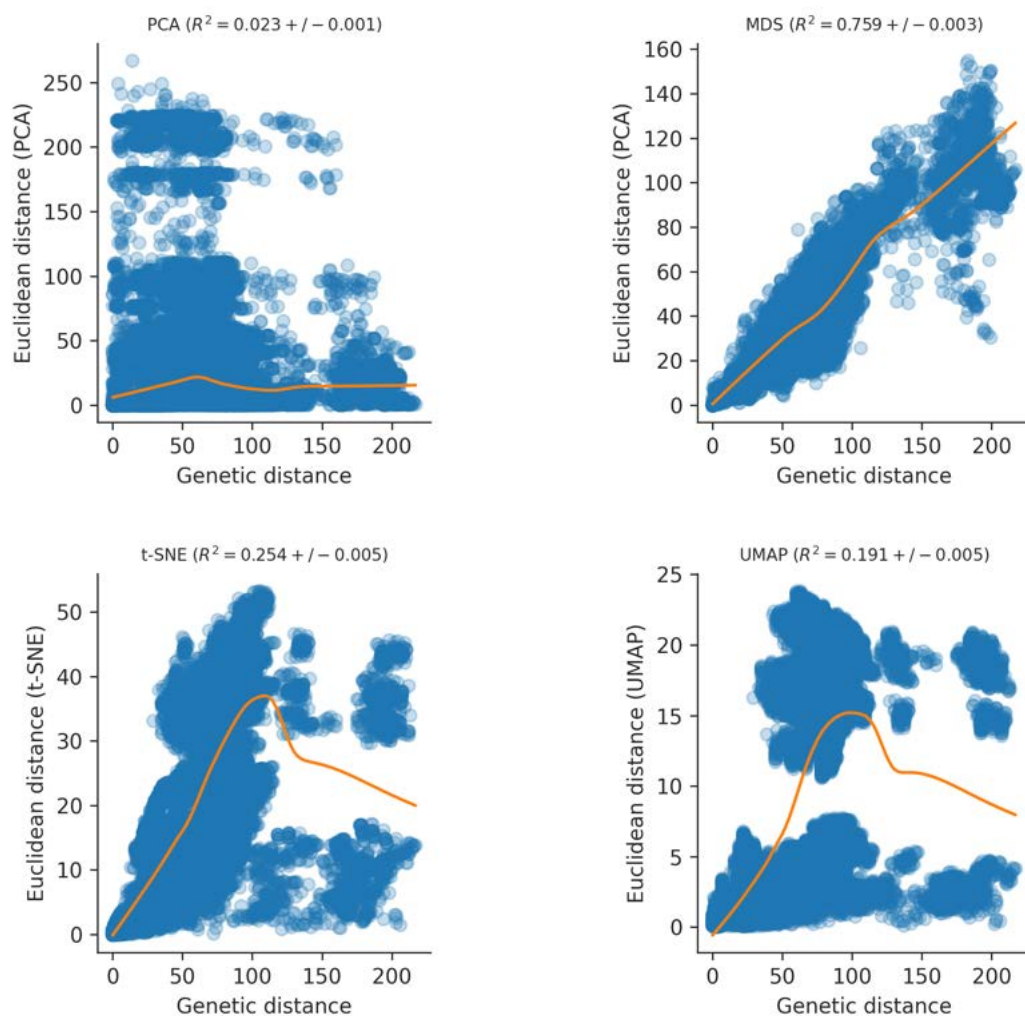 PCA (R² = 0.023 + / − 0.001)
250
200
150
100
50
0
Euclidean distance (PCA)
0 50 100 150 200
Genetic distance
MDS (R² = 0.759 + / − 0.003)
160
140
120
100
80
60
40
20
0
Euclidean distance (PCA)
0 50 100 150 200
Genetic distance
t-SNE (R² = 0.254 + / − 0.005)
50
40
30
20
10
0
Euclidean distance (t-SNE)
0 50 100 150 200
Genetic distance
UMAP (R² = 0.191 + / − 0.005)
25
20
15
10
5
0
Euclidean distance (UMAP)
0 50 100 150 200
Genetic distance